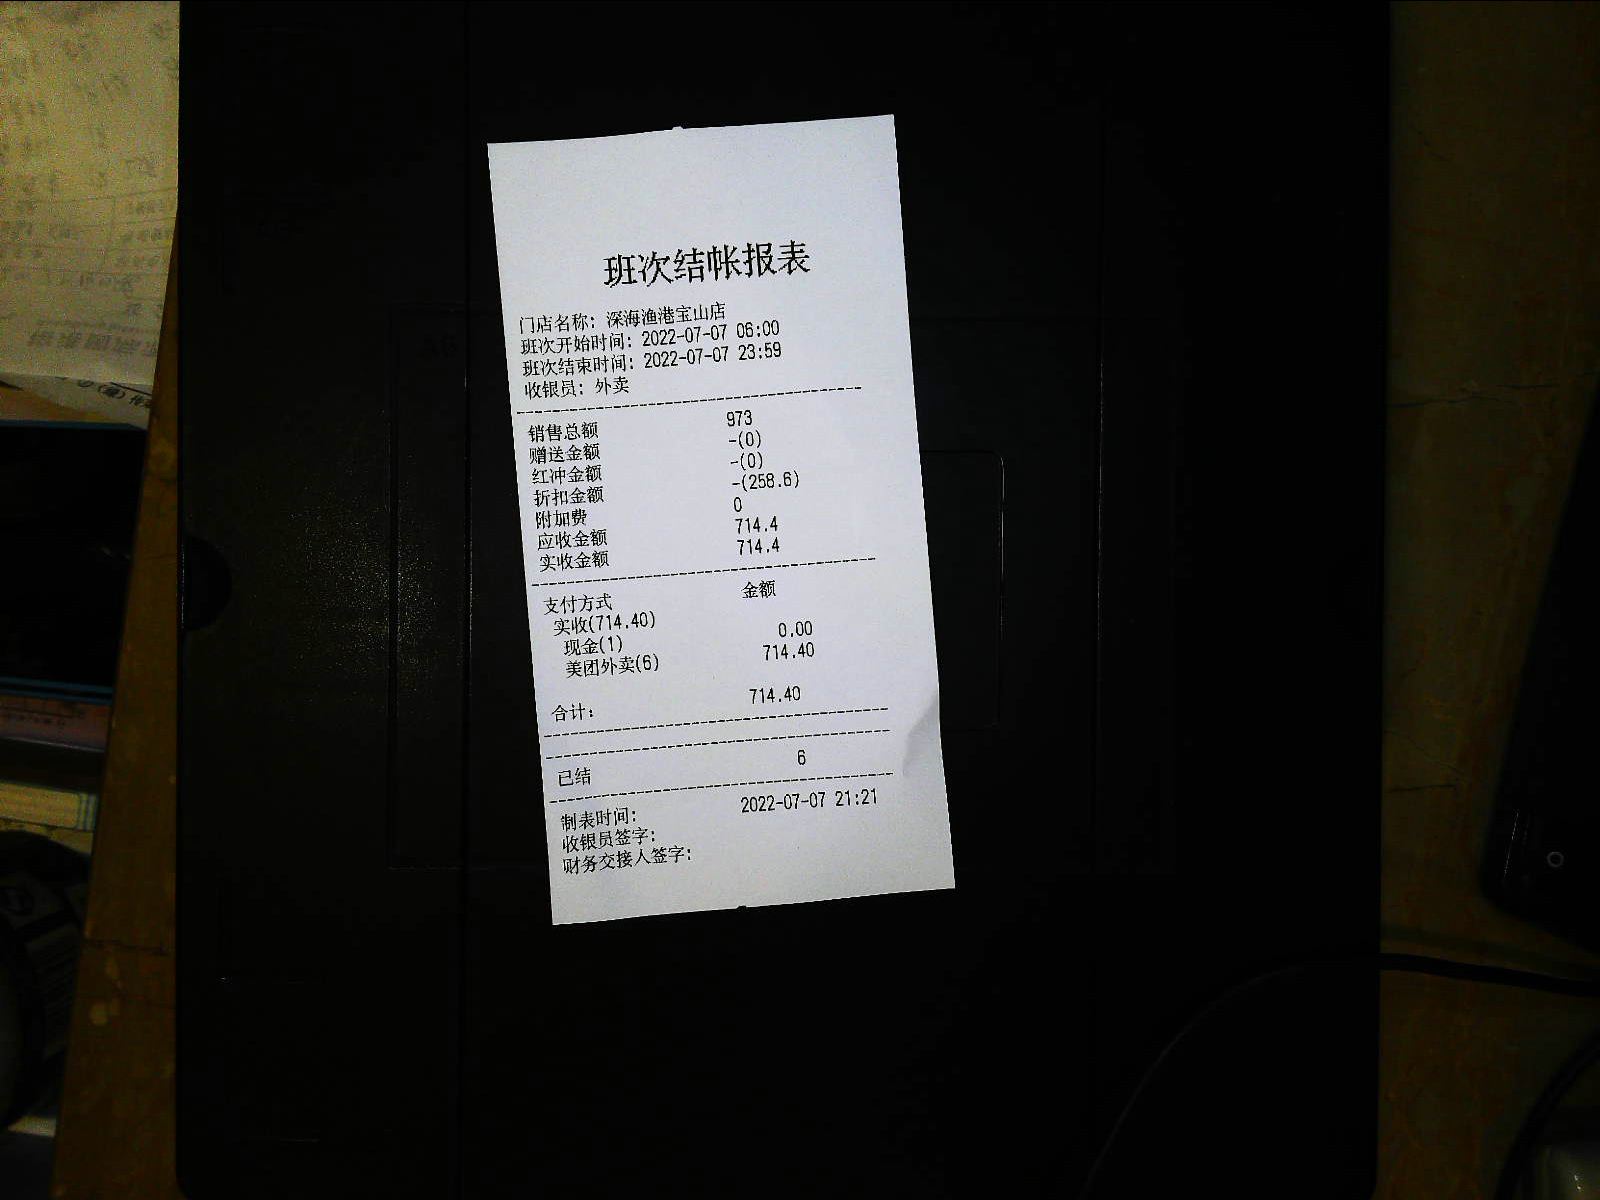 班次结帐报表
门店名称: 深海渔港宝山店
班次开始时间: 2022-07-07 06:00
班次结束时间: 2022-07-07 23:59
收银员: 外卖
销售总额 973
赠送金额 -(0)
红冲金额 -(0)
折扣金额 -(258.6)
附加费 0
应收金额 714.4
实收金额 714.4
支付方式 金额
实收(714.40)
现金(1) 0.00
美团外卖(6) 714.40
合计: 714.40
已结 6
制表时间: 2022-07-07 21:21
收银员签字:
财务交接人签字: